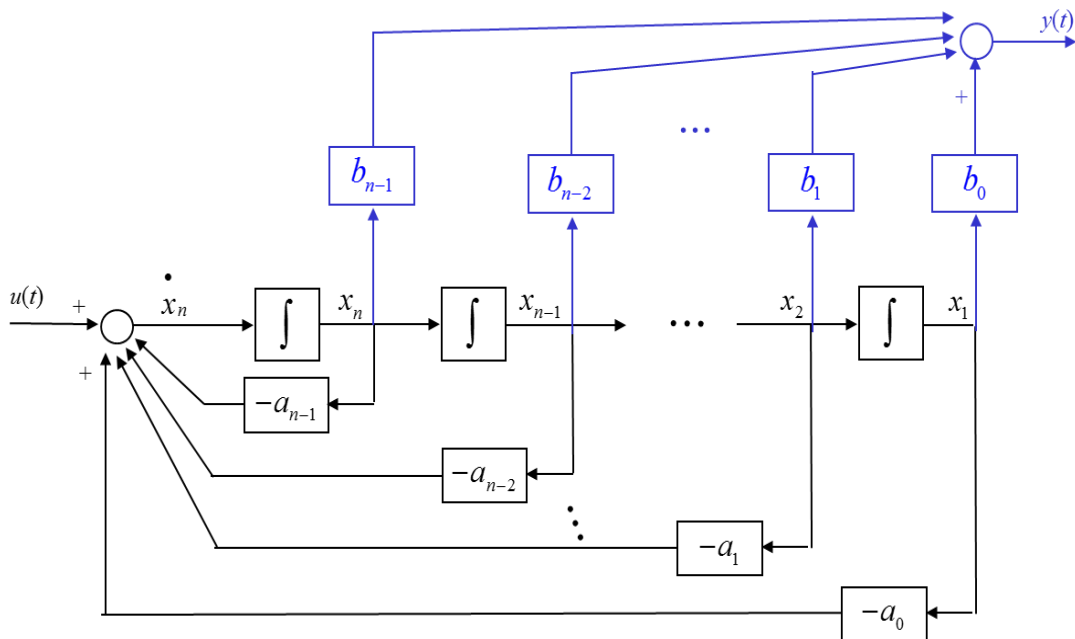 y(t)
+
...
b_{n-1}
b_{n-2}
b_1
b_0
u(t)
+
ẋ_n
∫
x_n
∫
x_{n-1}
...
x_2
∫
x_1
+
-a_{n-1}
-a_{n-2}
...
-a_1
-a_0